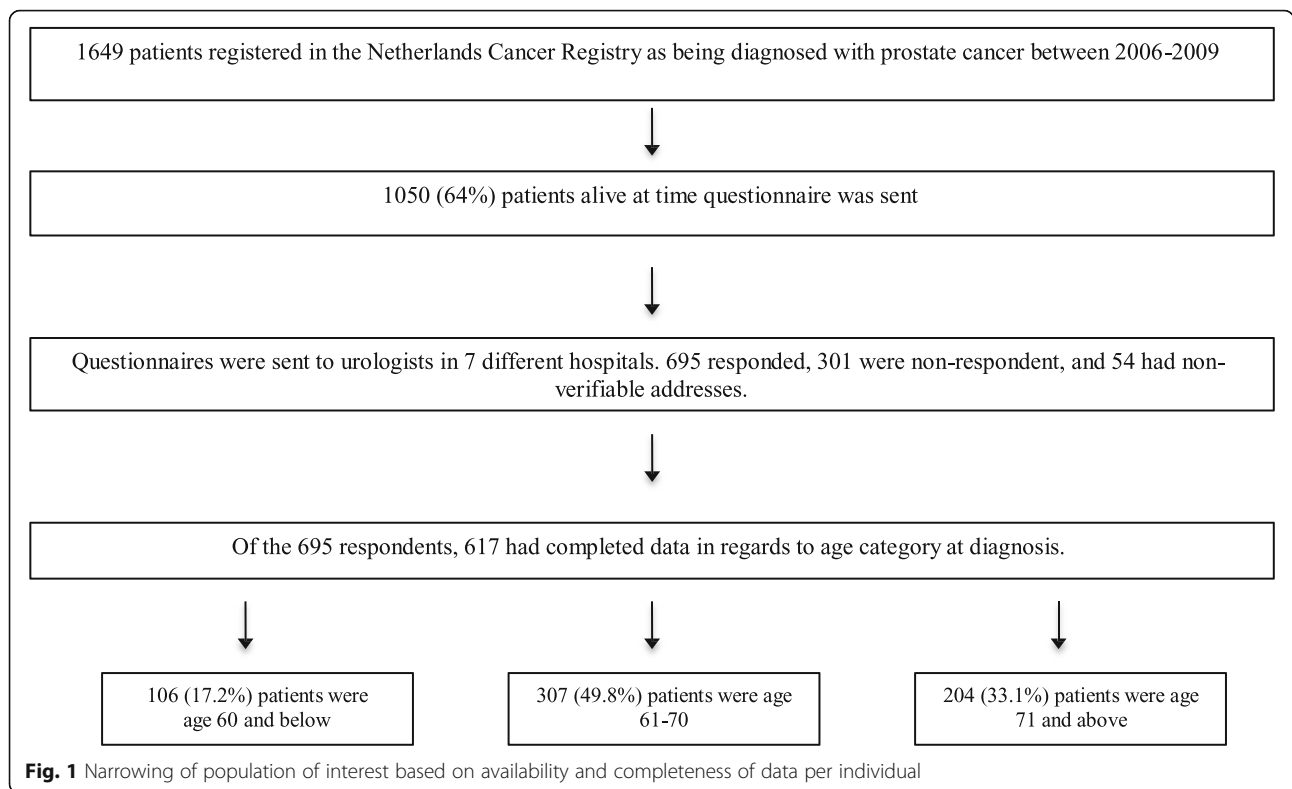 1649 patients registered in the Netherlands Cancer Registry as being diagnosed with prostate cancer between 2006-2009
1050 (64%) patients alive at time questionnaire was sent
Questionnaires were sent to urologists in 7 different hospitals. 695 responded, 301 were non-respondent, and 54 had non-
verifiable addresses.
Of the 695 respondents, 617 had completed data in regards to age category at diagnosis.
106 (17.2%) patients were
age 60 and below
307 (49.8%) patients were age
61-70
204 (33.1%) patients were age
71 and above
Fig. 1 Narrowing of population of interest based on availability and completeness of data per individual